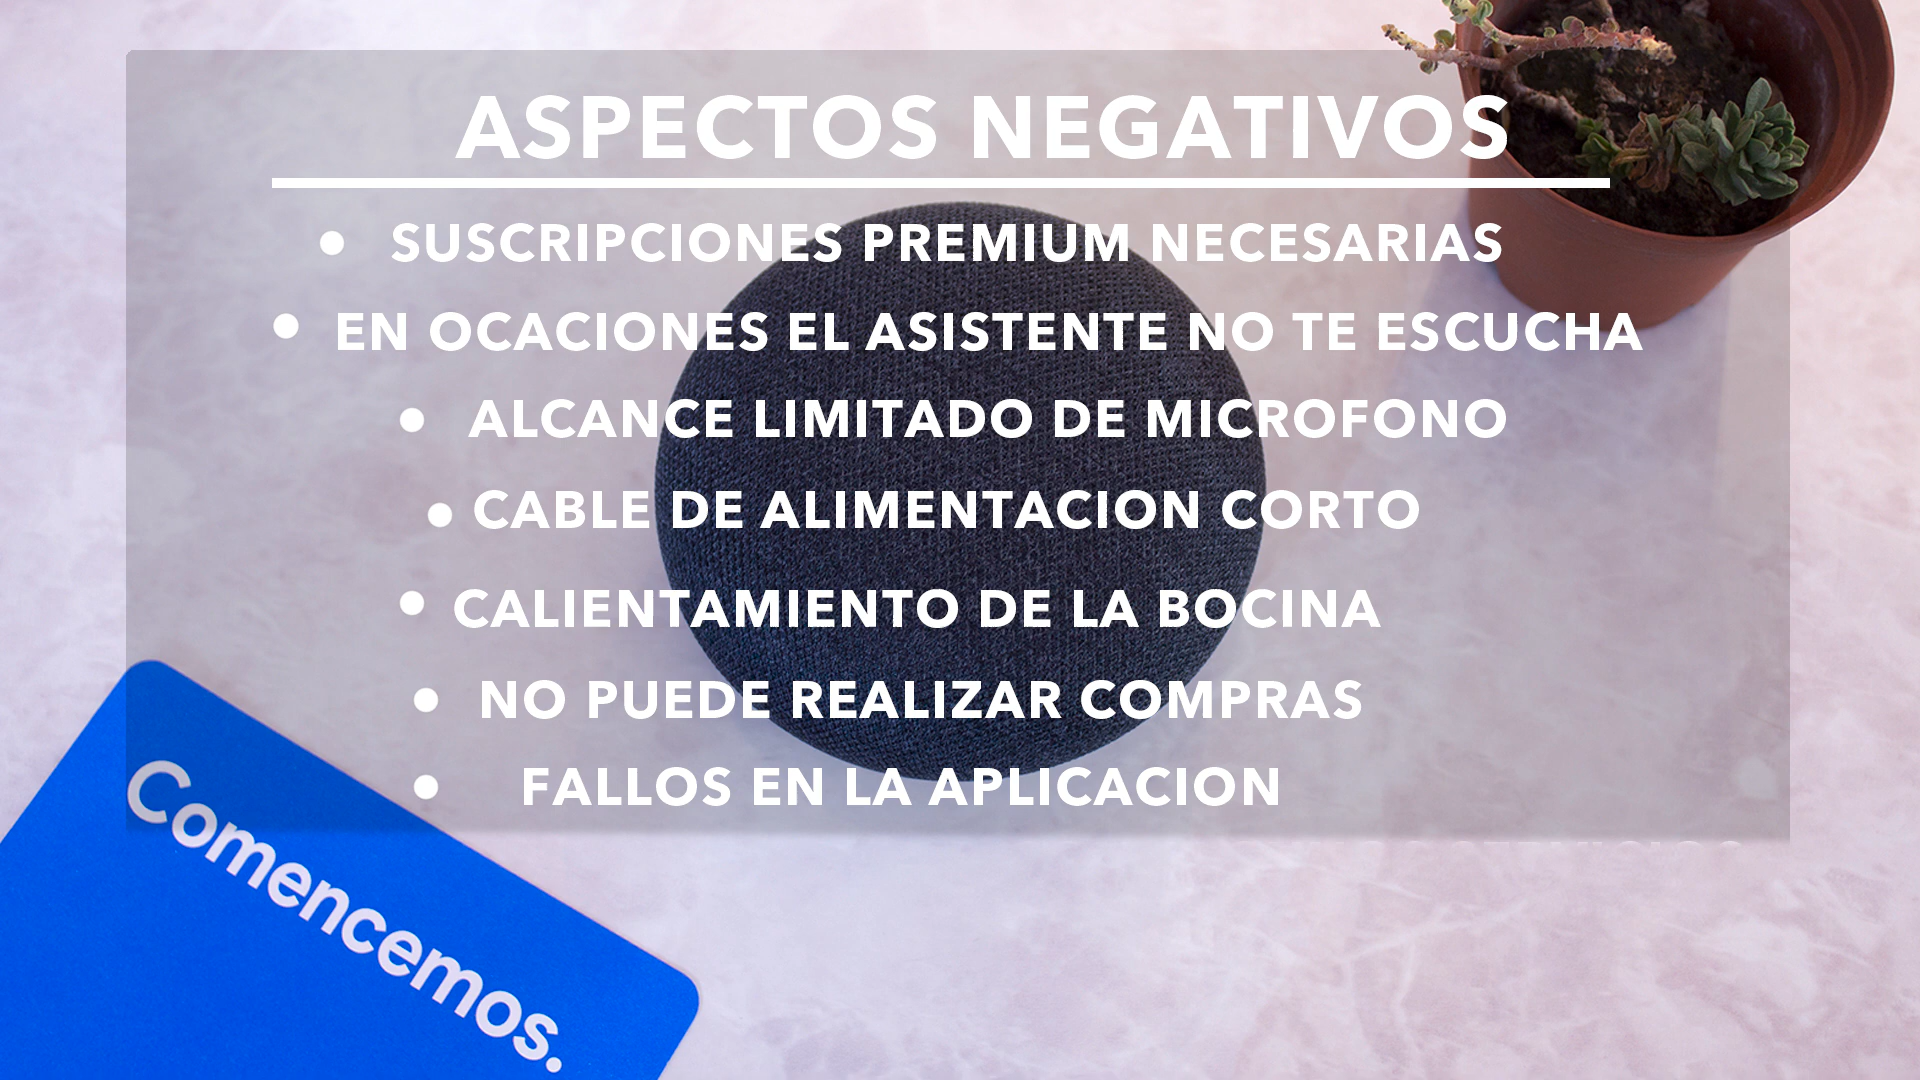 ASPECTOS NEGATIVOS
• SUSCRIPCIONES PREMIUM NECESARIAS
• EN OCACIONES EL ASISTENTE NO TE ESCUCHA
• ALCANCE LIMITADO DE MICROFONO
• CABLE DE ALIMENTACION CORTO
• CALIENTAMIENTO DE LA BOCINA
• NO PUEDE REALIZAR COMPRAS
• FALLOS EN LA APLICACION
Comencemos.